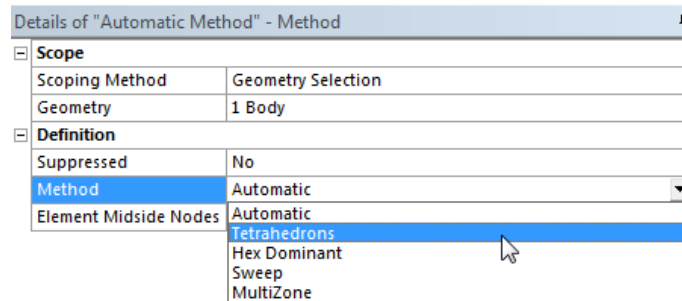 Details of "Automatic Method" - Method
Scope
Scoping Method Geometry Selection
Geometry 1 Body
Definition
Suppressed No
Method Automatic
Element Midside Nodes Automatic
Tetrahedrons
Hex Dominant
Sweep
MultiZone